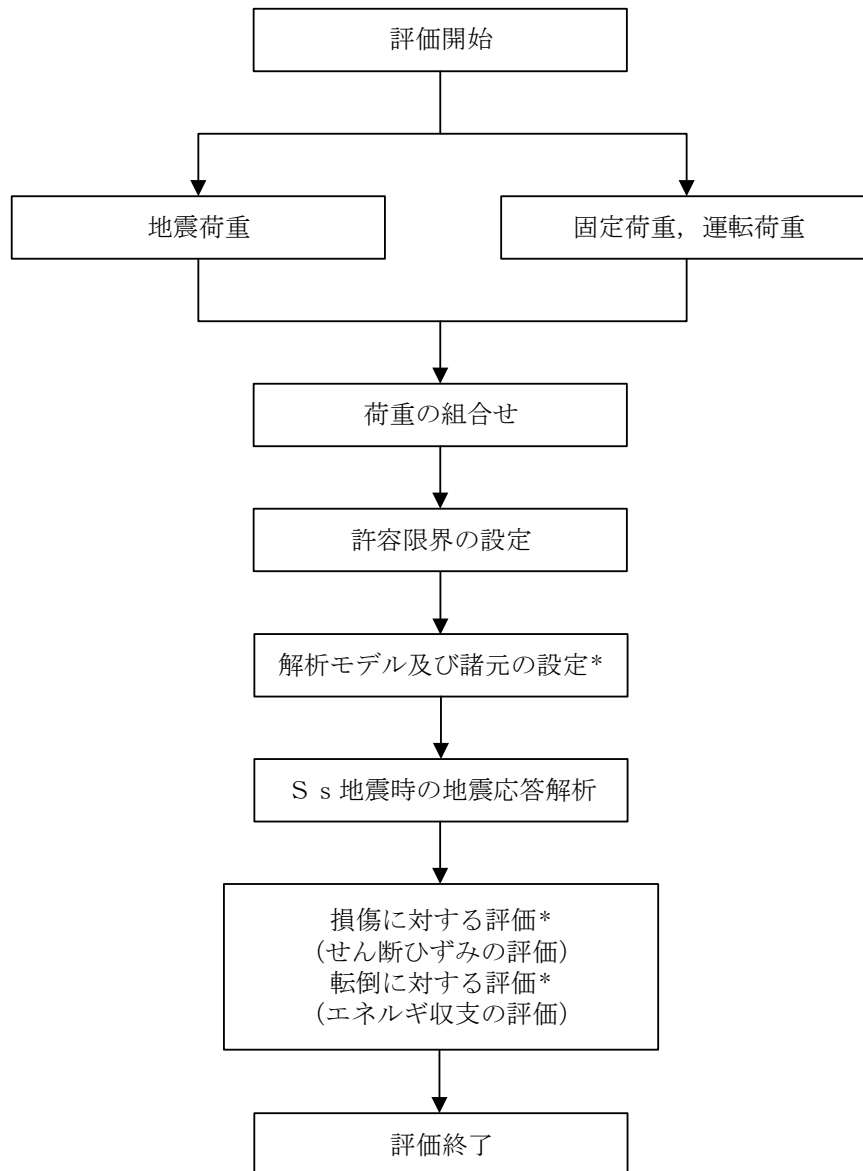 評価開始
地震荷重
固定荷重，運転荷重
荷重の組合せ
許容限界の設定
解析モデル及び諸元の設定*
Ｓｓ地震時の地震応答解析
損傷に対する評価*
(せん断ひずみの評価)
転倒に対する評価*
(エネルギ収支の評価)
評価終了